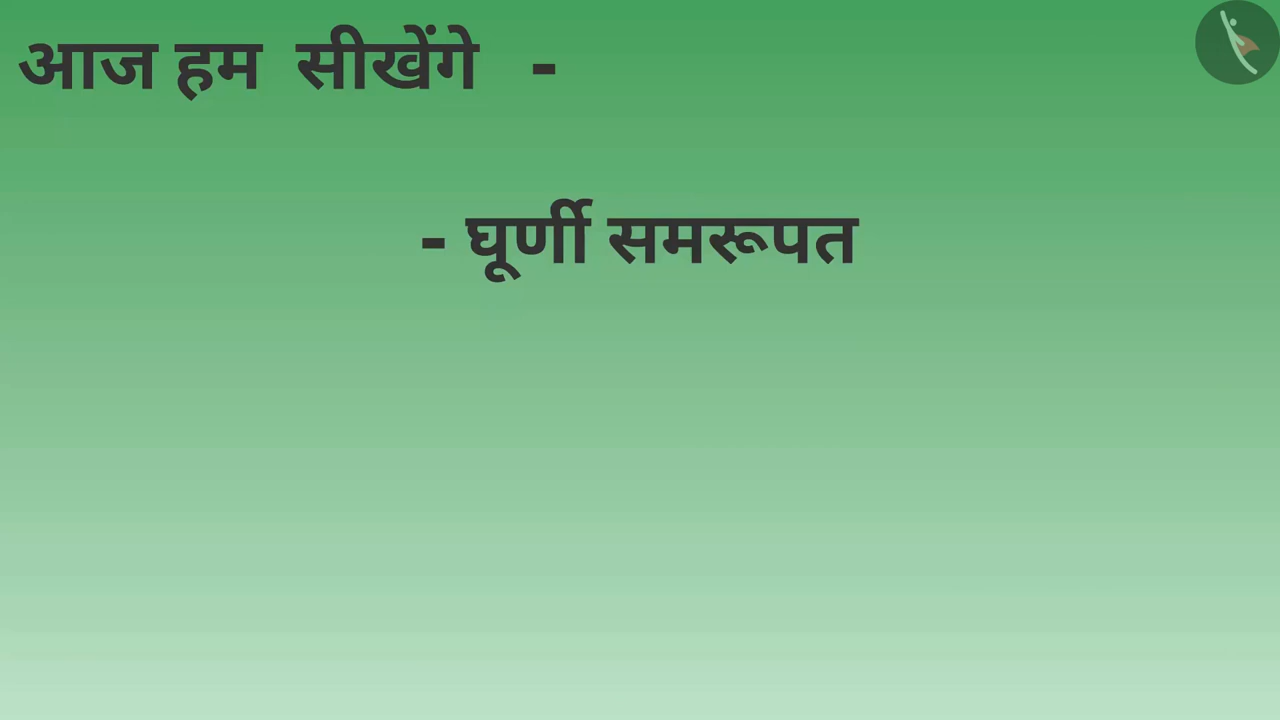 आज हम सीखेंगे -
- घूर्णी समरूपत